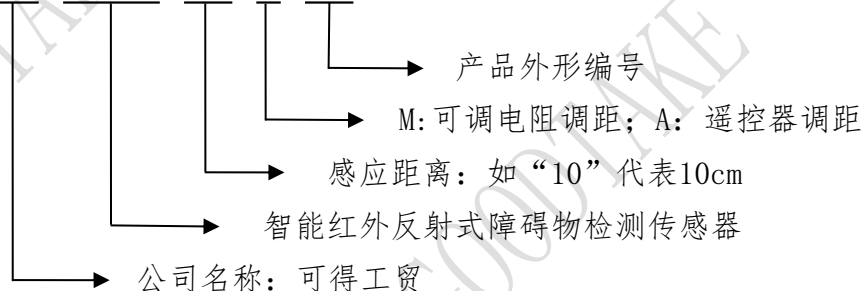 产品外形编号
M:可调电阻调距；A：遥控器调距
感应距离：如“10”代表10cm
智能红外反射式障碍物检测传感器
公司名称：可得工贸
GOODTAKE